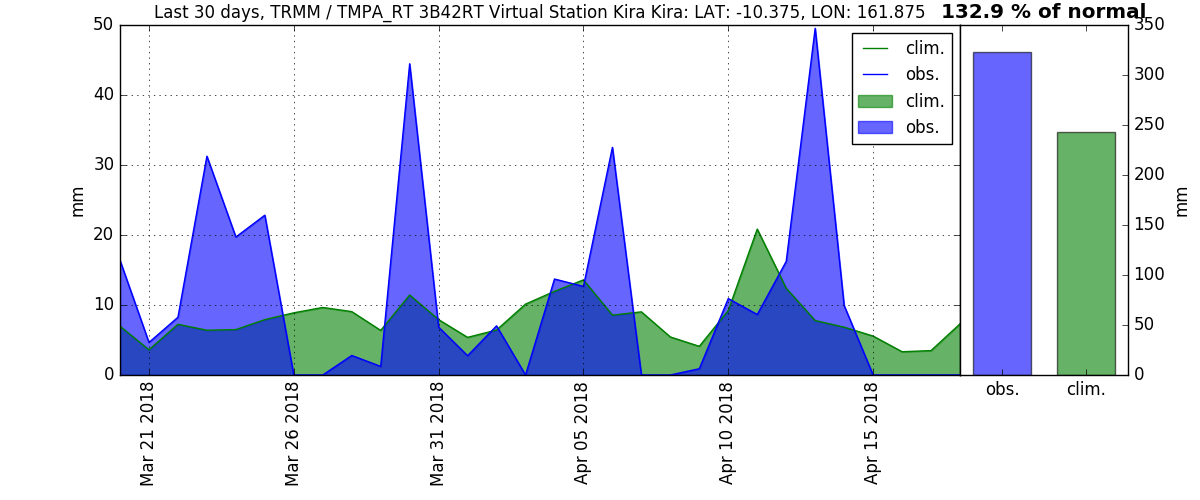 Last 30 days, TRMM / TMPA_RT 3B42RT Virtual Station Kira Kira: LAT: -10.375, LON: 161.875 132.9 % of normal
50
40
30
20
10
0
mm
clim.
obs.
clim.
obs.
350
300
250
200
150
100
50
0
mm
obs. clim.
Mar 21 2018
Mar 26 2018
Mar 31 2018
Apr 05 2018
Apr 10 2018
Apr 15 2018